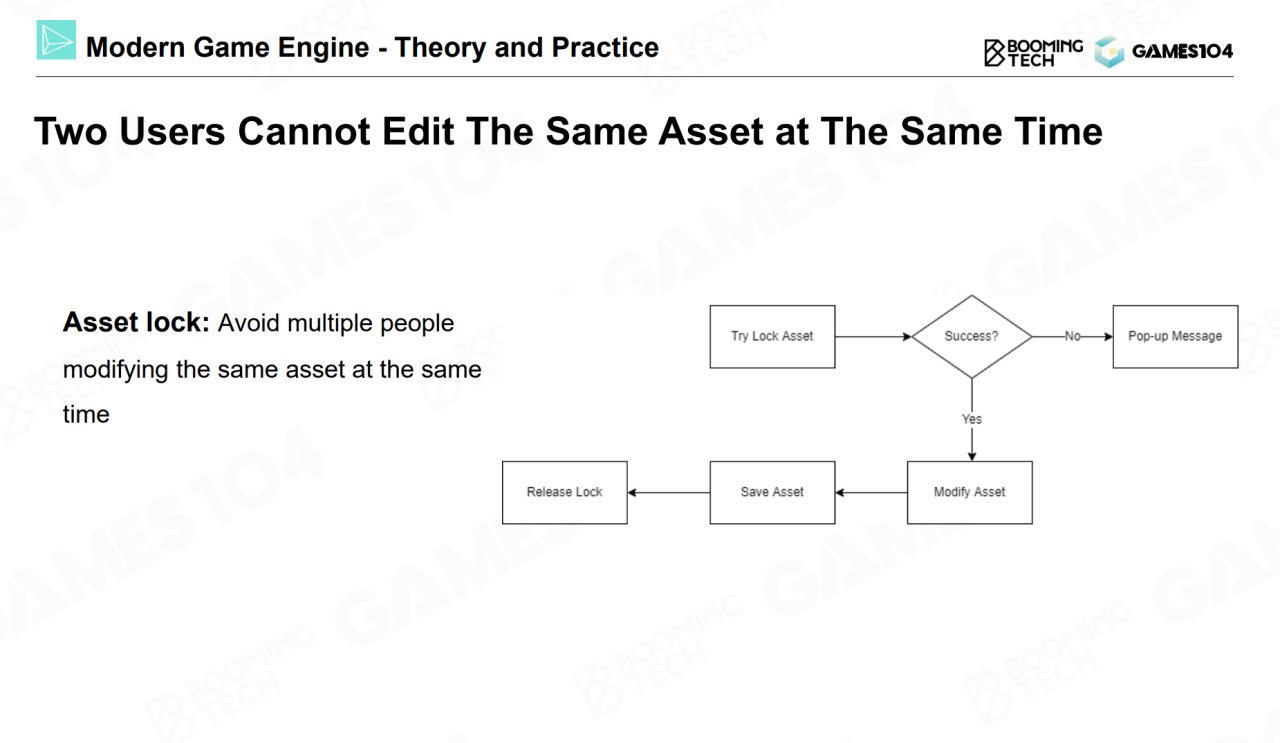 Modern Game Engine - Theory and Practice
BOOMING
TECH
GAMES104
Two Users Cannot Edit The Same Asset at The Same Time
Asset lock: Avoid multiple people
modifying the same asset at the same
time
Try Lock Asset
Success?
No
Pop-up Message
Yes
Release Lock
Save Asset
Modify Asset